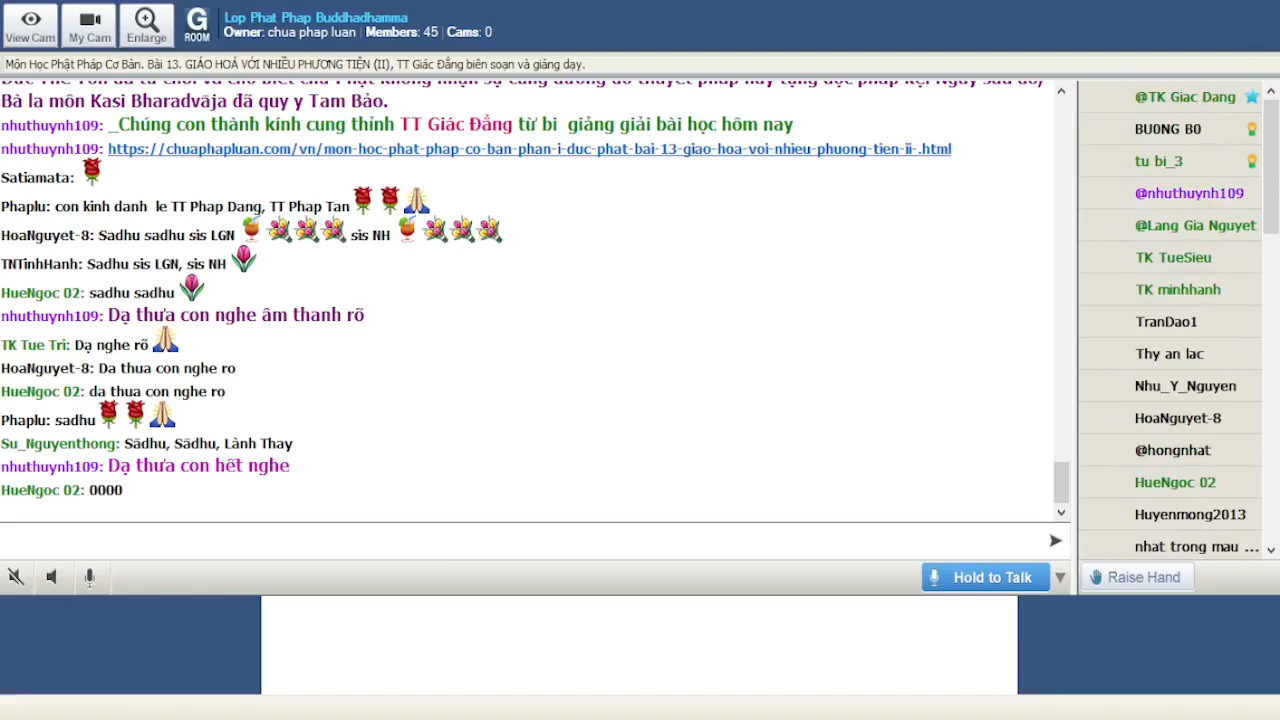 View Cam
My Cam
Enlarge
G
ROOM
Lop Phat Phap Buddhadhamma
Owner: chua phap luan | Members: 45 | Cams: 0
Môn Học Phật Pháp Cơ Bản. Bài 13. GIÁO HOÁ VỚI NHIỀU PHƯƠNG TIỆN (II), TT Giác Đẳng biên soạn và giảng dạy.
Bà la môn Kasi Bharadvāja đã quy y Tam Bảo.
nhuthuynh109: _Chúng con thành kính cung thỉnh TT Giác Đẳng từ bi giảng giải bài học hôm nay
nhuthuynh109: https://chuaphapluan.com/vn/mon-hoc-phat-phap-co-ban-phan-i-duc-phat-bai-13-giao-hoa-voi-nhieu-phuong-tien-ii-.html
Satiamata:
Phaplu: con kinh danh le TT Phap Dang, TT Phap Tan
HoaNguyet-8: Sadhu sadhu sis LGN sis NH
TNTinhHanh: Sadhu sis LGN, sis NH
HueNgoc 02: sadhu sadhu
nhuthuynh109: Dạ thưa con nghe âm thanh rõ
TK Tue Tri: Dạ nghe rõ
HoaNguyet-8: Da thua con nghe ro
HueNgoc 02: da thua con nghe ro
Phaplu: sadhu
Su_Nguyenthong: Sādhu, Sādhu, Lành Thay
nhuthuynh109: Dạ thưa con hết nghe
HueNgoc 02: 0000
Hold to Talk
@TK Giac Dang
BU0NG B0
tu bi_3
@nhuthuynh109
@Lang Gia Nguyet
TK TueSieu
TK minhhanh
TranDao1
Thy an lac
Nhu_Y_Nguyen
HoaNguyet-8
@hongnhat
HueNgoc 02
Huyenmong2013
nhat trong mau ...
Raise Hand